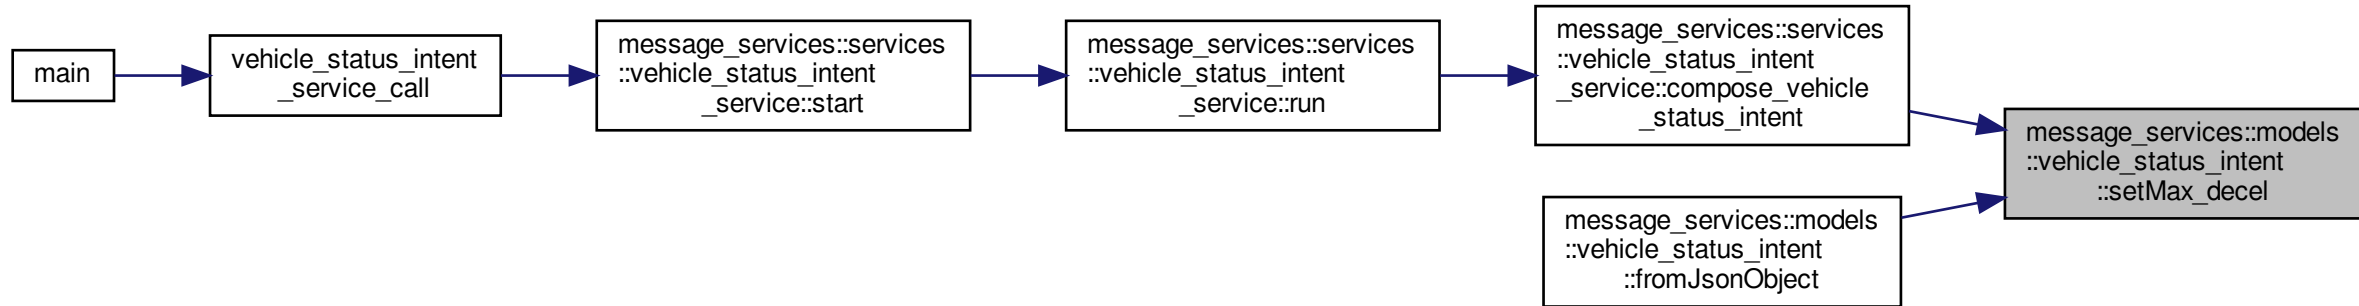 main
vehicle_status_intent
_service_call
message_services::services
::vehicle_status_intent
_service::start
message_services::services
::vehicle_status_intent
_service::run
message_services::services
::vehicle_status_intent
_service::compose_vehicle
_status_intent
message_services::models
::vehicle_status_intent
::setMax_decel
message_services::models
::vehicle_status_intent
::fromJsonObject